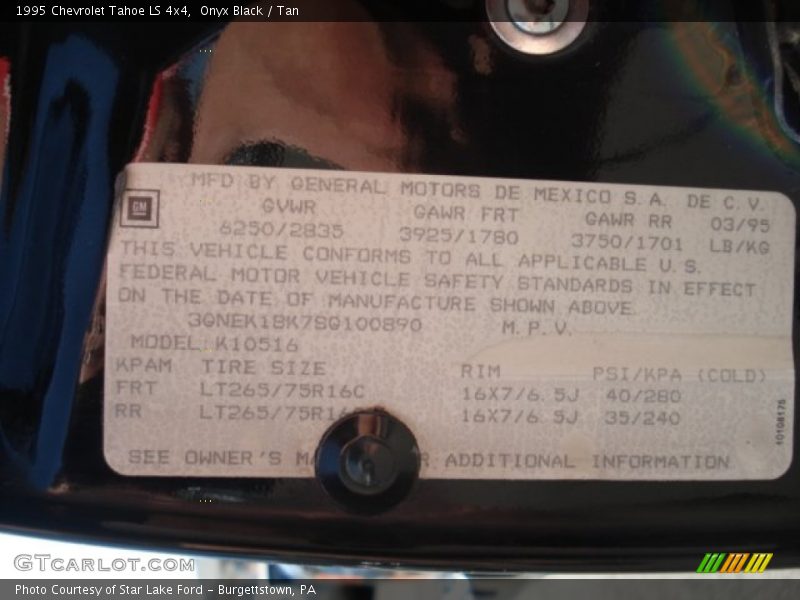 1995 Chevrolet Tahoe LS 4x4, Onyx Black / Tan
MFD BY GENERAL MOTORS DE MEXICO S.A. DE C.V.
GVWR GAWR FRT GAWR RR 03/95
6250/2835 3925/1780 3750/1701 LB/KG
THIS VEHICLE CONFORMS TO ALL APPLICABLE U.S.
FEDERAL MOTOR VEHICLE SAFETY STANDARDS IN EFFECT
ON THE DATE OF MANUFACTURE SHOWN ABOVE.
3GNEK18K7SG100890 M.P.V.
MODEL: K10516
KPAM TIRE SIZE RIM PSI/KPA (COLD)
FRT LT265/75R16C 16X7/6.5J 40/280
RR LT265/75R16 16X7/6.5J 35/240
SEE OWNER'S ADDITIONAL INFORMATION
GM
GTCARLOT.COM
Photo Courtesy of Star Lake Ford - Burgettstown, PA